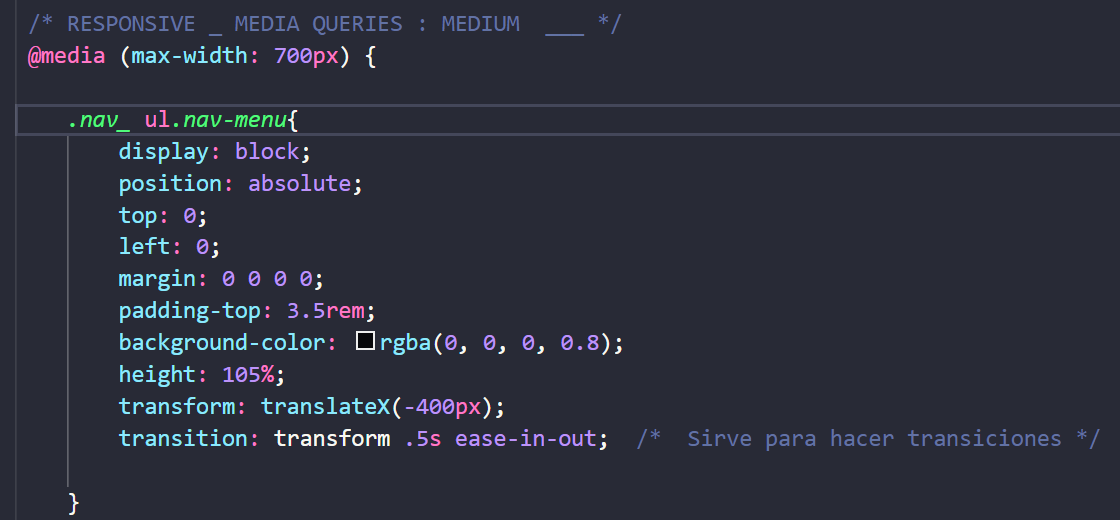 /* RESPONSIVE _ MEDIA QUERIES : MEDIUM  ___ */
@media (max-width: 700px) {
.nav_ ul.nav-menu{
display: block;
position: absolute;
top: 0;
left: 0;
margin: 0 0 0 0;
padding-top: 3.5rem;
background-color: rgba(0, 0, 0, 0.8);
height: 105%;
transform: translateX(-400px);
transition: transform .5s ease-in-out;  /*  Sirve para hacer transiciones */
}